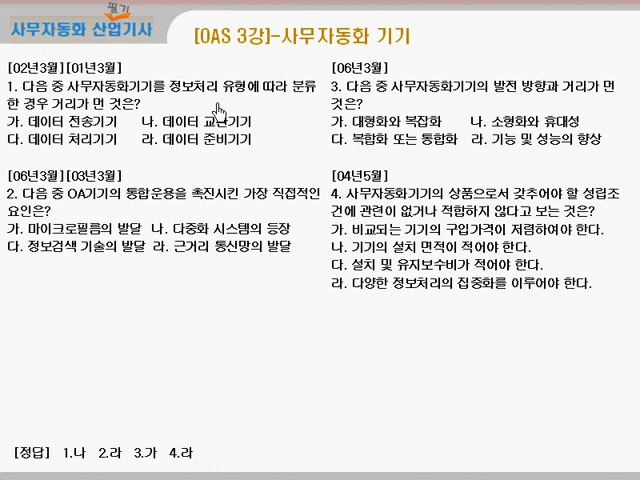 필기
사무자동화 산업기사
[OAS 3강]-사무자동화 기기
[02년3월][01년3월]
1. 다음 중 사무자동화기기를 정보처리 유형에 따라 분류
한 경우 거리가 먼 것은?
가. 데이터 전송기기 나. 데이터 교환기기
다. 데이터 처리기기 라. 데이터 준비기기
[06년3월][03년3월]
2. 다음 중 OA기기의 통합운용을 촉진시킨 가장 직접적인
요인은?
가. 마이크로필름의 발달 나. 다중화 시스템의 등장
다. 정보검색 기술의 발달 라. 근거리 통신망의 발달
[06년3월]
3. 다음 중 사무자동화기기의 발전 방향과 거리가 먼
것은?
가. 대형화와 복잡화 나. 소형화와 휴대성
다. 복합화 또는 통합화 라. 기능 및 성능의 향상
[04년5월]
4. 사무자동화기기의 상품으로서 갖추어야 할 성립조
건에 관련이 없거나 적합하지 않다고 보는 것은?
가. 비교되는 기기의 구입가격이 저렴하여야 한다.
나. 기기의 설치 면적이 적어야 한다.
다. 설치 및 유지보수비가 적어야 한다.
라. 다양한 정보처리의 집중화를 이루어야 한다.
[정답] 1.나 2.라 3.가 4.라